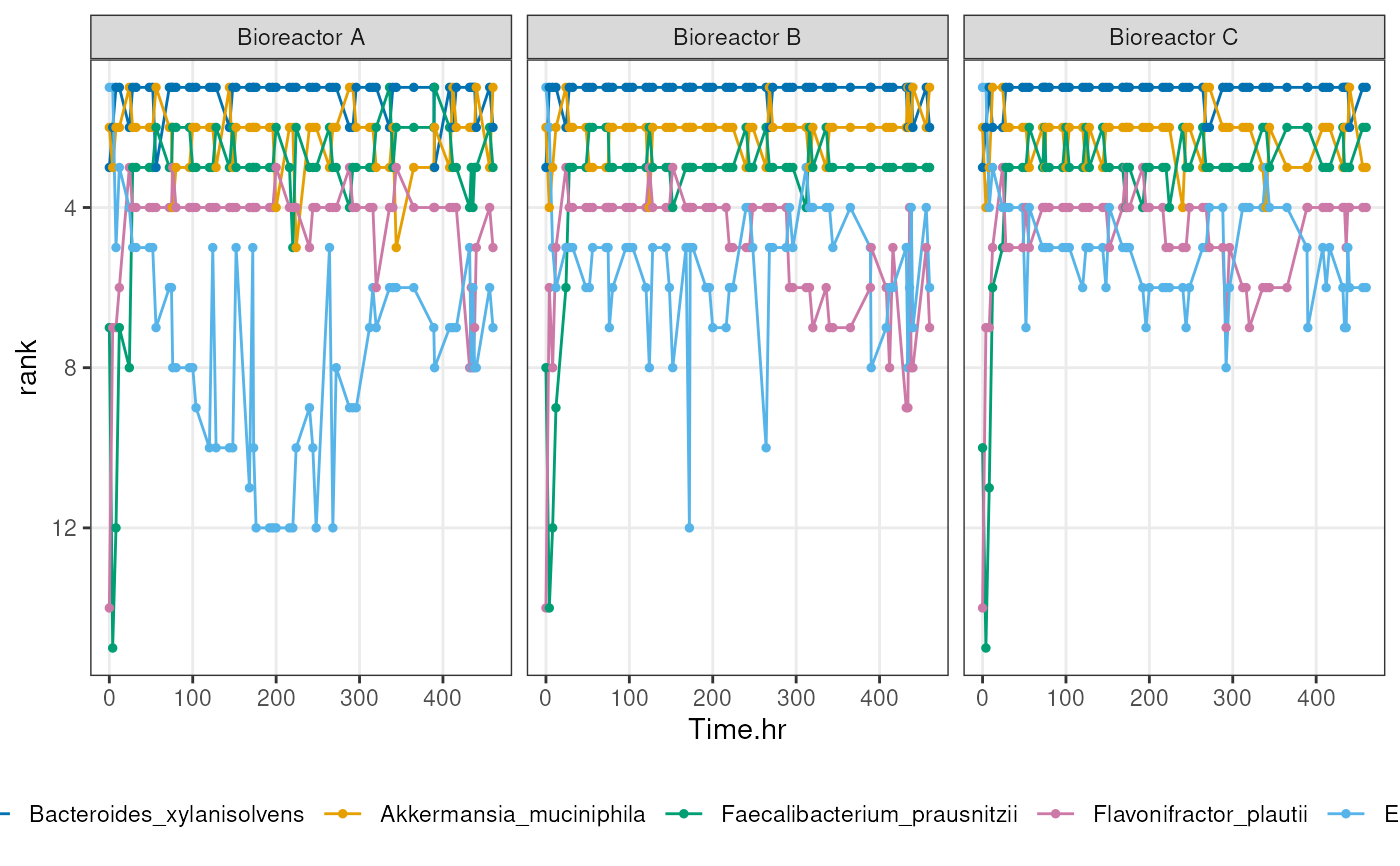 Bioreactor A Bioreactor B Bioreactor C
rank
4
8
12
0 100 200 300 400 0 100 200 300 400 0 100 200 300 400
Time.hr
Bacteroides_xylanisolvens Akkermansia_muciniphila Faecalibacterium_prausnitzii Flavonifractor_plautii E